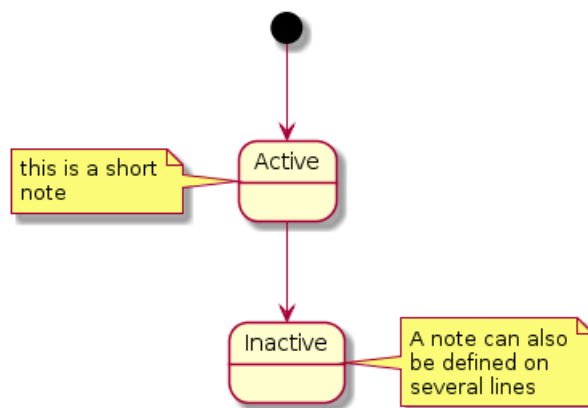 Active
this is a short
note
Inactive
A note can also
be defined on
several lines